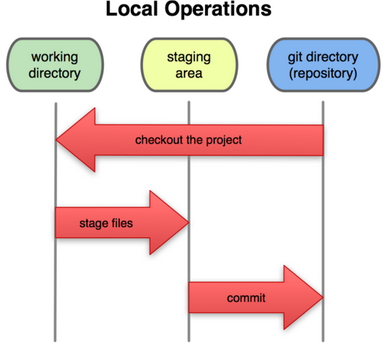 Local Operations
working
directory
staging
area
git directory
(repository)
checkout the project
stage files
commit